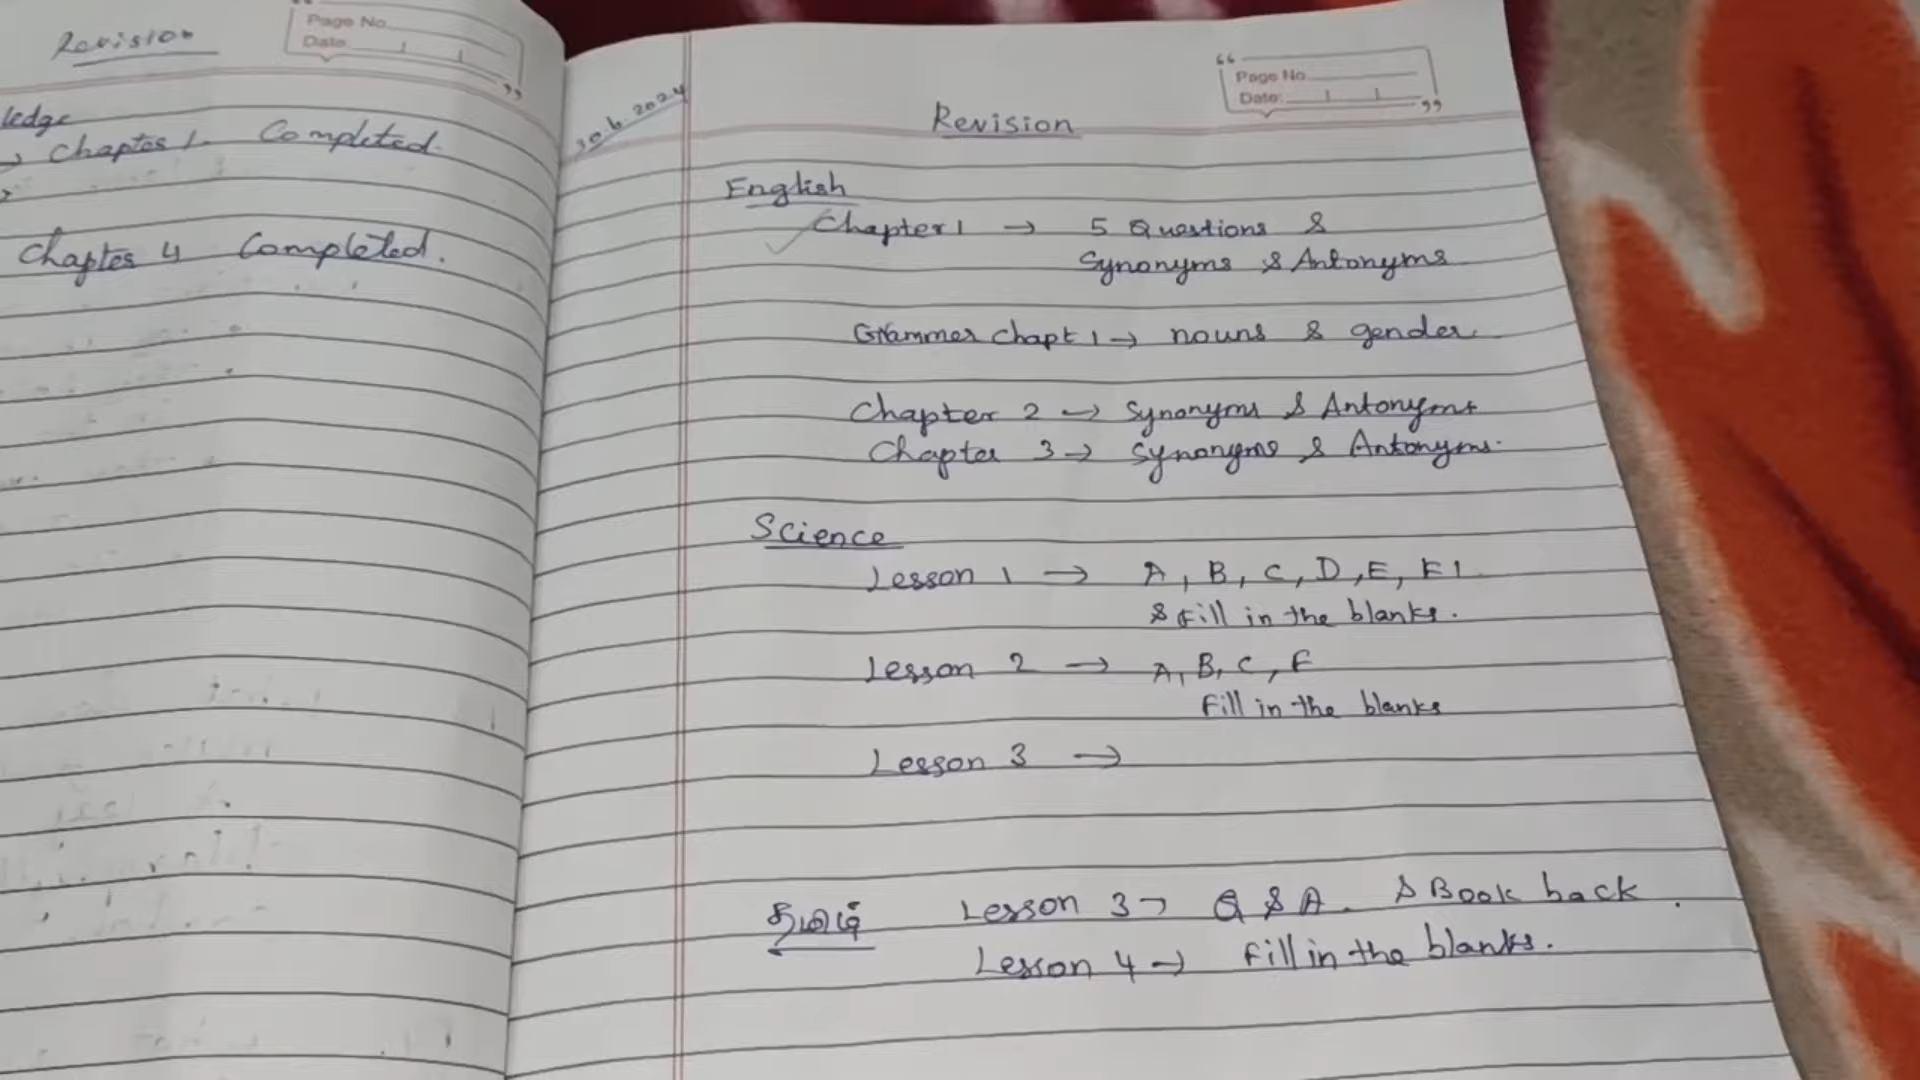 Revision
Page No.
Date
ledge
→ Chapter 1. Completed.
Chapter 4 Completed.
30.6.2024
Page No.
Date:
Revision
English
✓ Chapter 1 → 5 Questions &
Synonyms & Antonyms
Grammer chapt 1 → nouns & gender.
Chapter 2 → Synonyms & Antonyms
Chapter 3 → Synonyms & Antonyms.
Science
Lesson 1 → A, B, C, D, E, E1
& Fill in the blanks.
Lesson 2 → A, B, C, F
Fill in the blanks
Lesson 3 →
தமிழ் Lesson 3 → Q & A. & Book back.
Lesson 4 → Fill in the blanks.